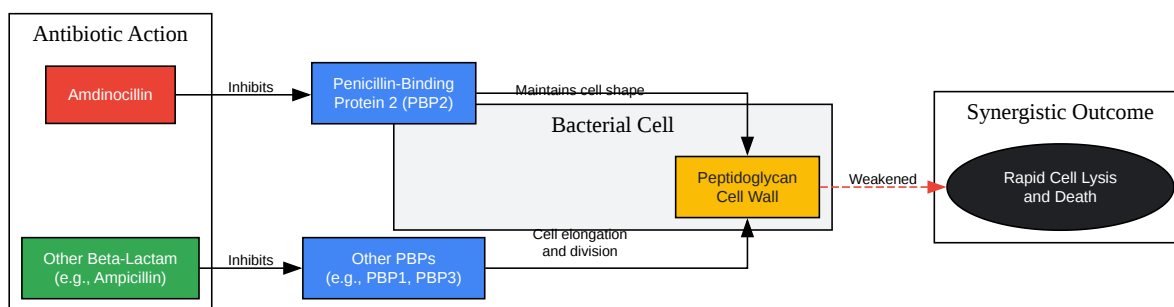 Antibiotic Action
Amdinocillin
Inhibits
Penicillin-Binding
Protein 2 (PBP2)
Maintains cell shape
Bacterial Cell
Peptidoglycan
Cell Wall
Weakened
Synergistic Outcome
Rapid Cell Lysis
and Death
Other Beta-Lactam
(e.g., Ampicillin)
Inhibits
Other PBPs
(e.g., PBP1, PBP3)
Cell elongation
and division